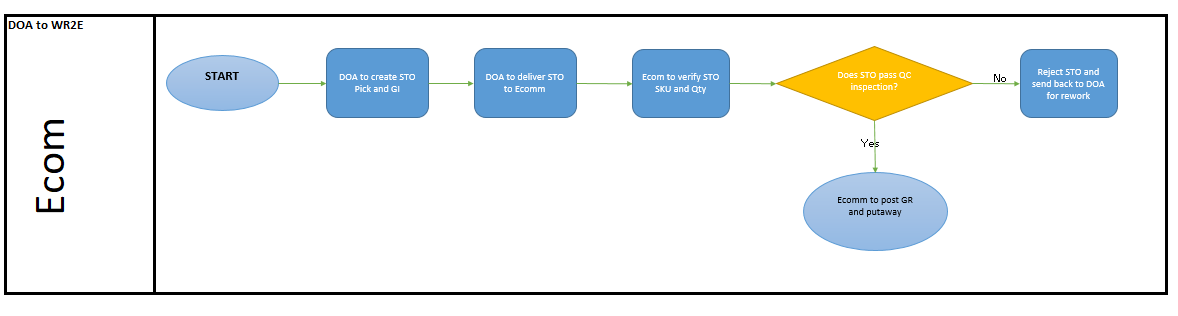 DOA to WR2E
Ecom
START
DOA to create STO
Pick and GI
DOA to deliver STO
to Ecomm
Ecom to verify STO
SKU and Qty
Does STO pass QC
inspection?
No
Reject STO and
send back to DOA
for rework
Yes
Ecomm to post GR
and putaway